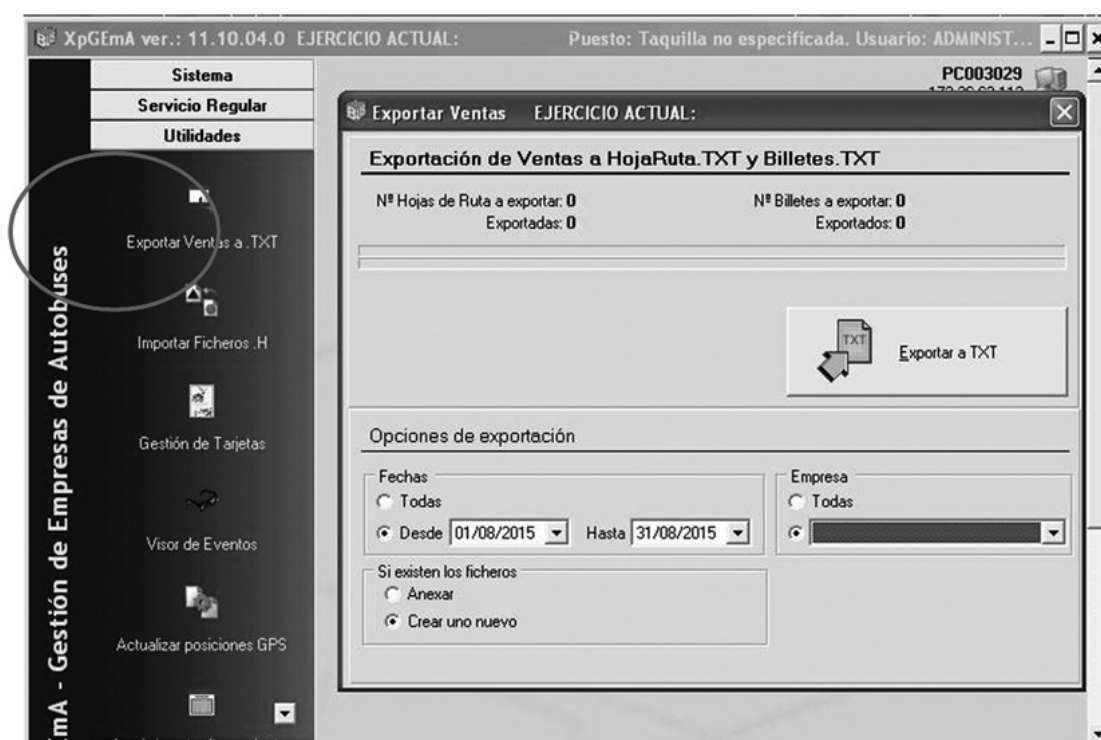 XpGEmA ver.: 11.10.04.0 EJERCICIO ACTUAL: Puesto: Taquilla no especificada. Usuario: ADMINIST...
Sistema
Servicio Regular
Utilidades
Exportar Ventas a .TXT
Importar Ficheros .H
Gestión de Tarjetas
Visor de Eventos
Actualizar posiciones GPS
EmA - Gestión de Empresas de Autobuses
PC003029
Exportar Ventas EJERCICIO ACTUAL:
Exportación de Ventas a HojaRuta.TXT y Billetes.TXT
Nº Hojas de Ruta a exportar: 0 Nº Billetes a exportar: 0
Exportadas: 0 Exportados: 0
TXT
Exportar a TXT
Opciones de exportación
Fechas
Todas
Desde 01/08/2015 Hasta 31/08/2015
Empresa
Todas
Si existen los ficheros
Anexar
Crear uno nuevo